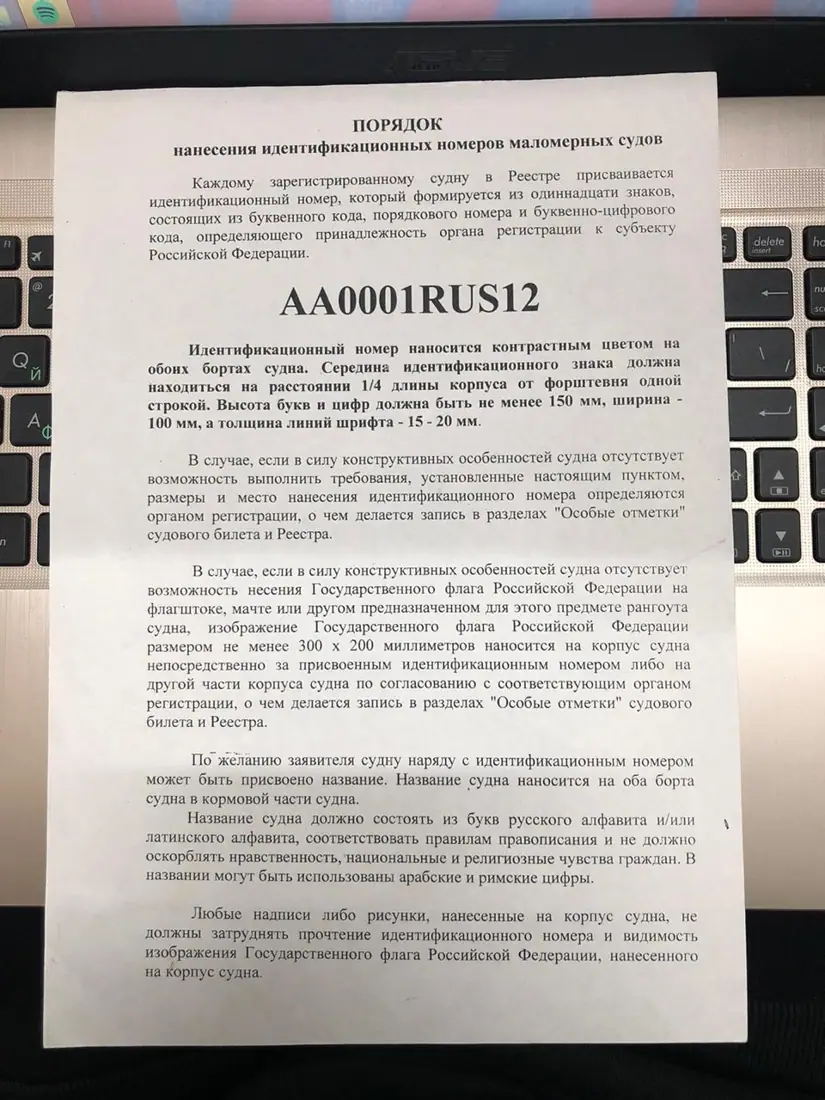 ПОРЯДОК
нанесения идентификационных номеров маломерных судов
Каждому зарегистрированному судну в Реестре присваивается
идентификационный номер, который формируется из одиннадцати знаков,
состоящих из буквенного кода, порядкового номера и буквенно-цифрового
кода, определяющего принадлежность органа регистрации к субъекту
Российской Федерации.
АА0001RUS12
Идентификационный номер наносится контрастным цветом на
обоих бортах судна. Середина идентификационного знака должна
находиться на расстоянии 1/4 длины корпуса от форштевня одной
строкой. Высота букв и цифр должна быть не менее 150 мм, ширина -
100 мм, а толщина линий шрифта - 15 - 20 мм.
В случае, если в силу конструктивных особенностей судна отсутствует
возможность выполнить требования, установленные настоящим пунктом,
размеры и место нанесения идентификационного номера определяются
органом регистрации, о чем делается запись в разделах "Особые отметки"
судового билета и Реестра.
В случае, если в силу конструктивных особенностей судна отсутствует
возможность несения Государственного флага Российской Федерации на
флагштоке, мачте или другом предназначенном для этого предмете рангоута
судна, изображение Государственного флага Российской Федерации
размером не менее 300 х 200 миллиметров наносится на корпус судна
непосредственно за присвоенным идентификационным номером либо на
другой части корпуса судна по согласованию с соответствующим органом
регистрации, о чем делается запись в разделах "Особые отметки" судового
билета и Реестра.
По желанию заявителя судну наряду с идентификационным номером
может быть присвоено название. Название судна наносится на оба борта
судна в кормовой части судна.
Название судна должно состоять из букв русского алфавита и/или
латинского алфавита, соответствовать правилам правописания и не должно
оскорблять нравственность, национальные и религиозные чувства граждан. В
названии могут быть использованы арабские и римские цифры.
Любые надписи либо рисунки, нанесенные на корпус судна, не
должны затруднять прочтение идентификационного номера и видимость
изображения Государственного флага Российской Федерации, нанесенного
на корпус судна.
F1
@
2
Q
Й
A
Ф
delete
insert
\
/